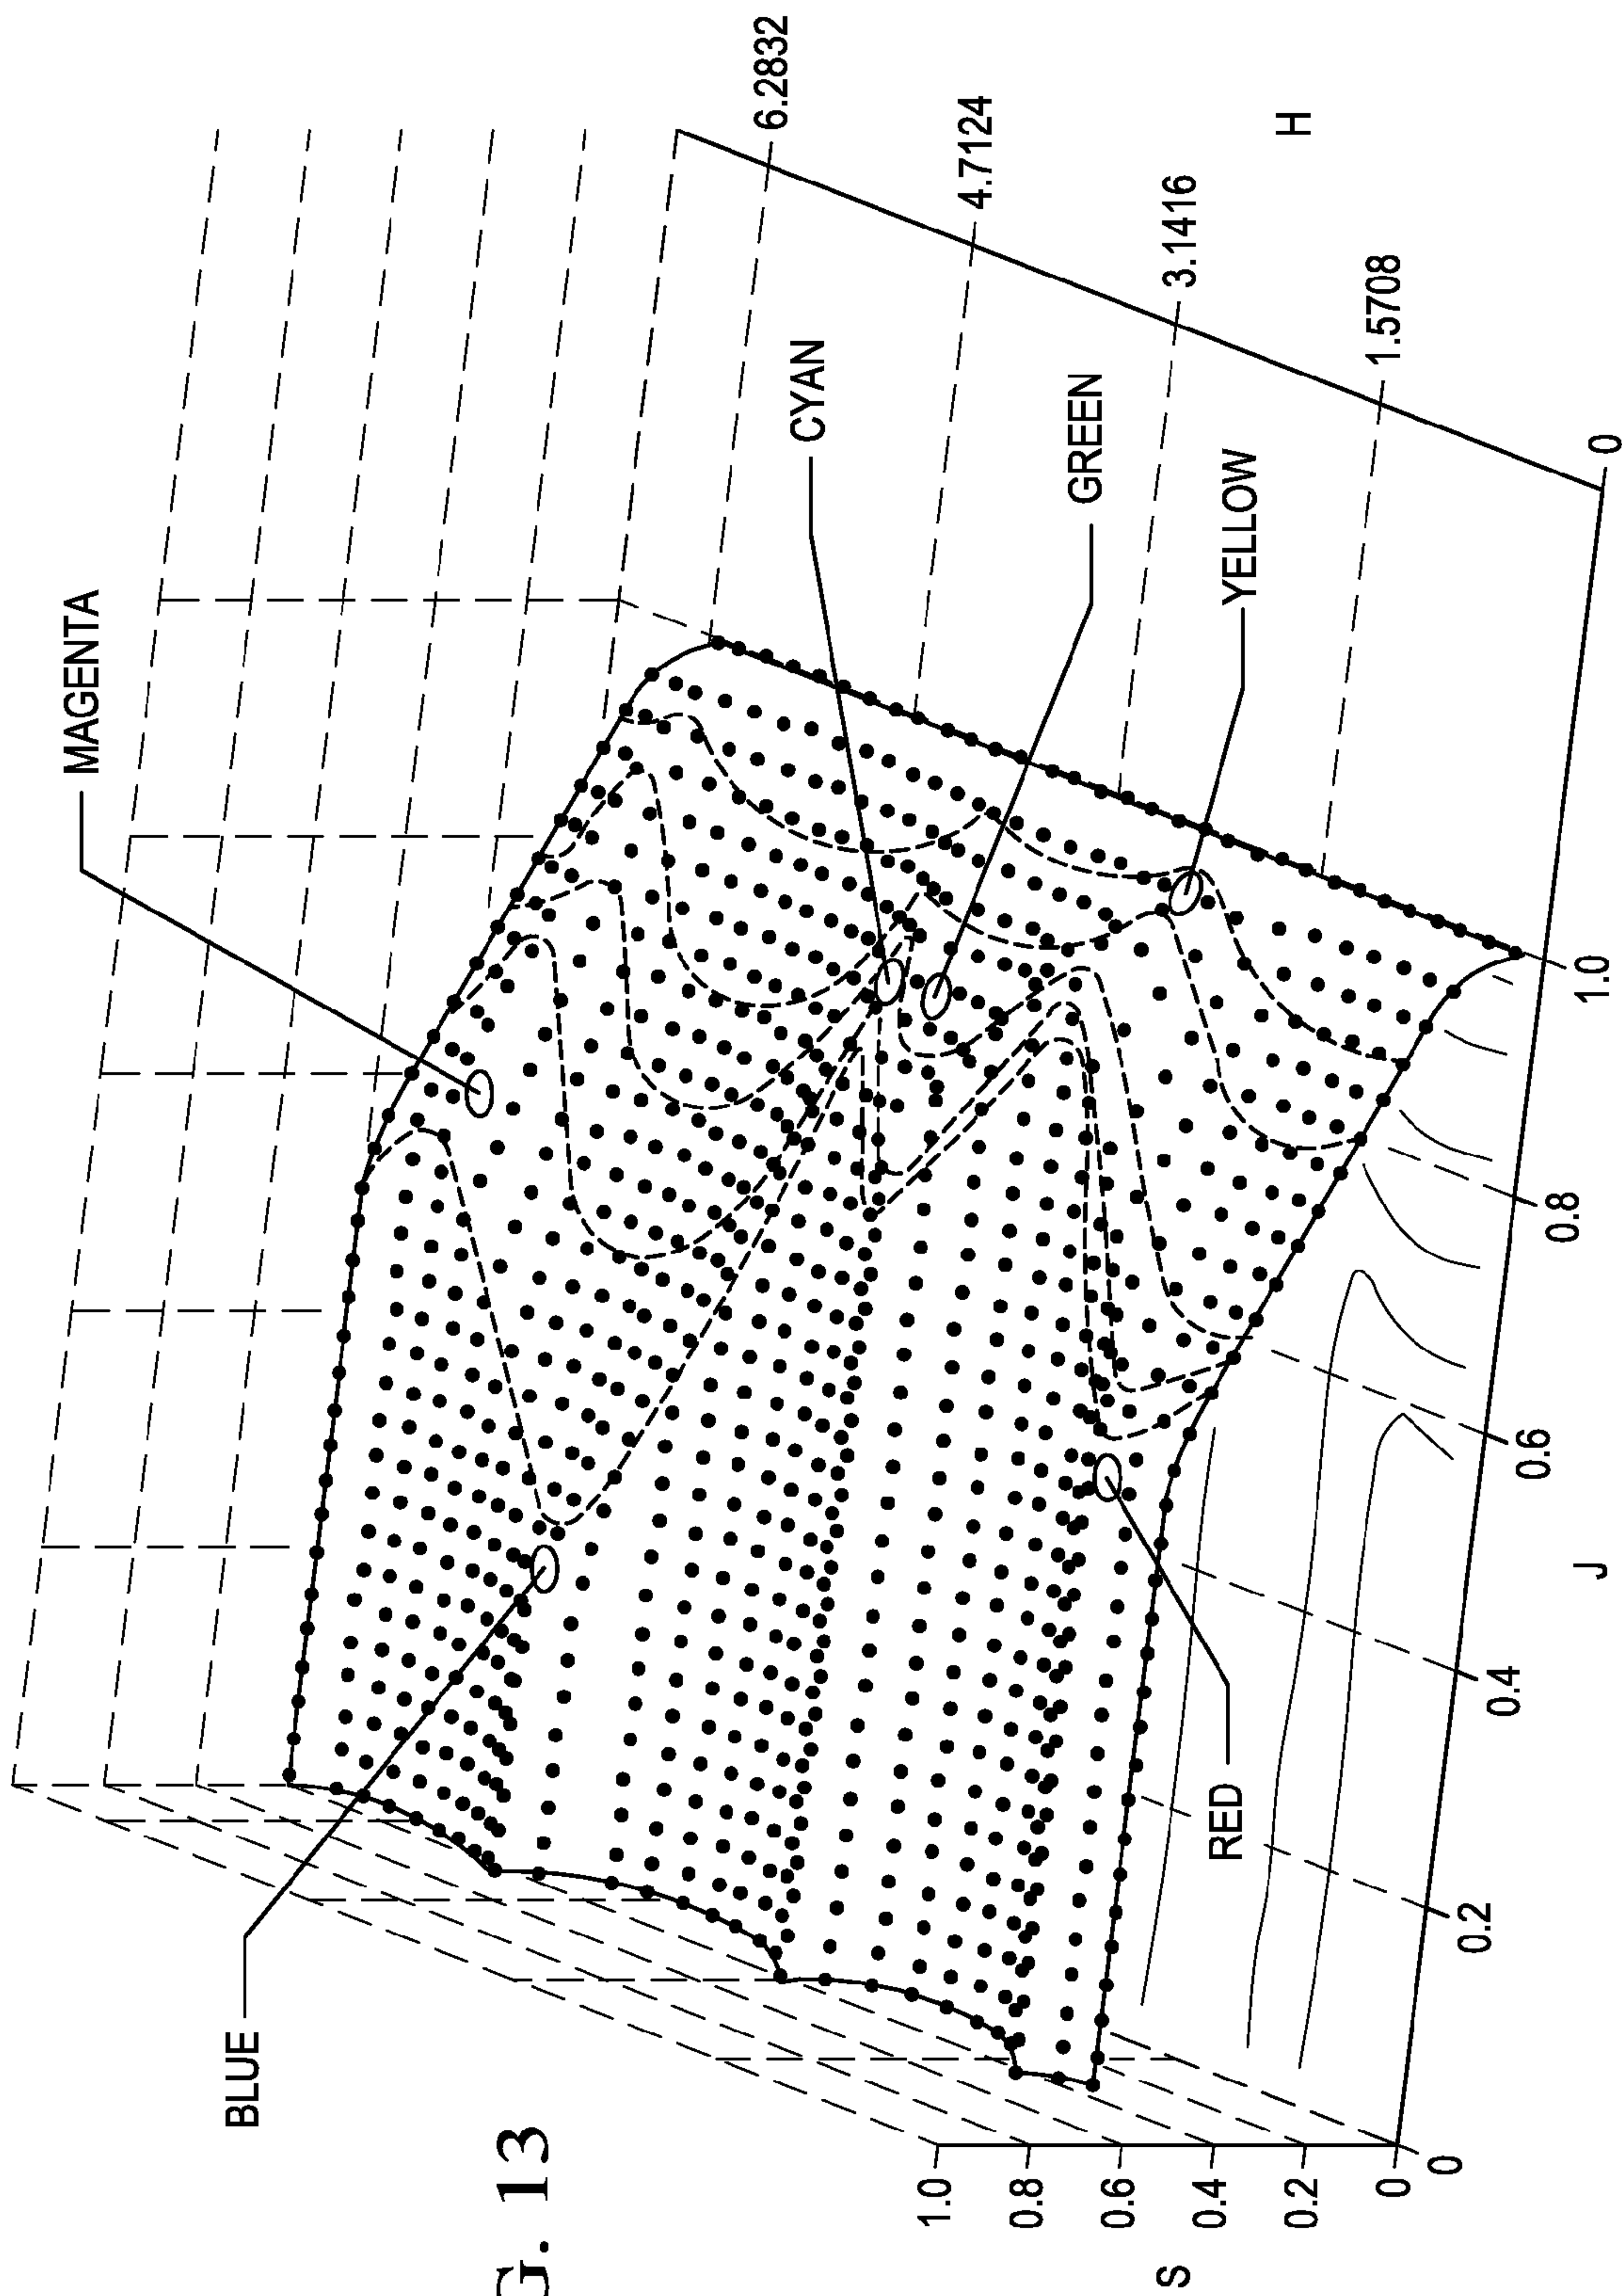 G. 13
MAGENTA
6.2832
4.7124
H
3.1416
1.5708
0
CYAN
GREEN
YELLOW
BLUE
RED
1.0
0.8
0.6
0.4
0.2
0
J
1.0
0.8
0.6
0.4
0.2
0
S